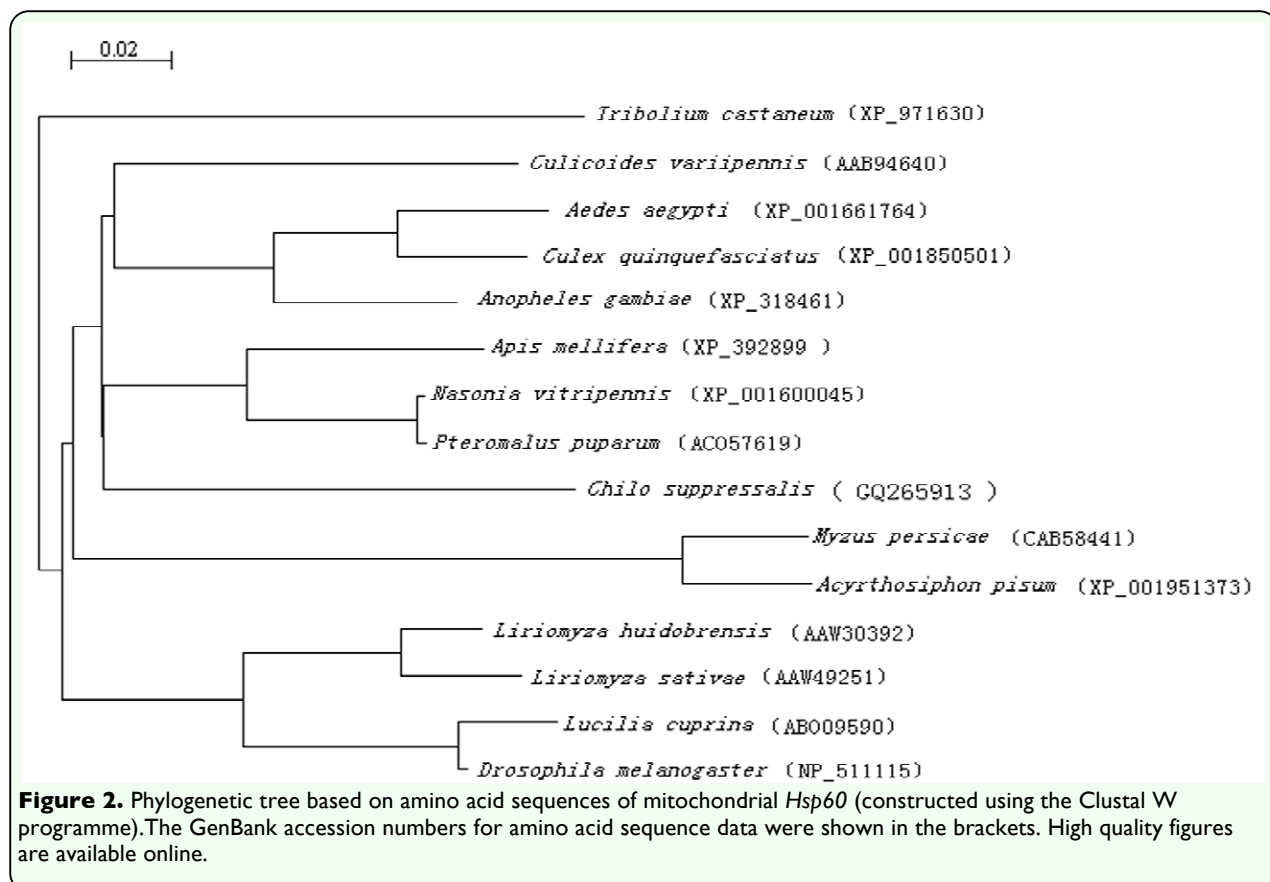 0.02
Tribolium castaneum (XP_971630)
Culicoides variipennis (AAB94640)
Aedes aegypti (XP_001661764)
Culex quinquefasciatus (XP_001850501)
Anopheles gambiae (XP_318461)
Apis mellifera (XP_392899 )
Nasonia vitripennis (XP_001600045)
Pteromalus puparum (ACO57619)
Chilo suppressalis ( GQ265913 )
Myzus persicae (CAB58441)
Acyrthosiphon pisum (XP_001951373)
Liriomyza huidobrensis (AAW30392)
Liriomyza sativae (AAW49251)
Lucilia cuprina (ABO09590)
Drosophila melanogaster (NP_511115)
Figure 2. Phylogenetic tree based on amino acid sequences of mitochondrial Hsp60 (constructed using the Clustal W
programme).The GenBank accession numbers for amino acid sequence data were shown in the brackets. High quality figures
are available online.